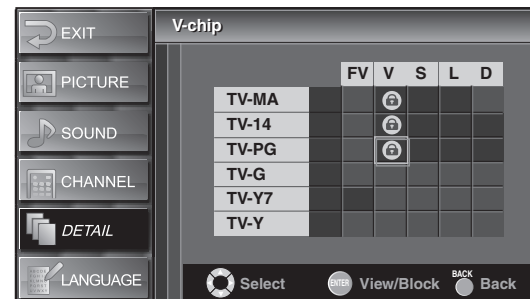 EXIT
PICTURE
SOUND
CHANNEL
DETAIL
LANGUAGE
V-chip
FV V S L D
TV-MA
TV-14
TV-PG
TV-G
TV-Y7
TV-Y
Select
ENTER View/Block
BACK Back